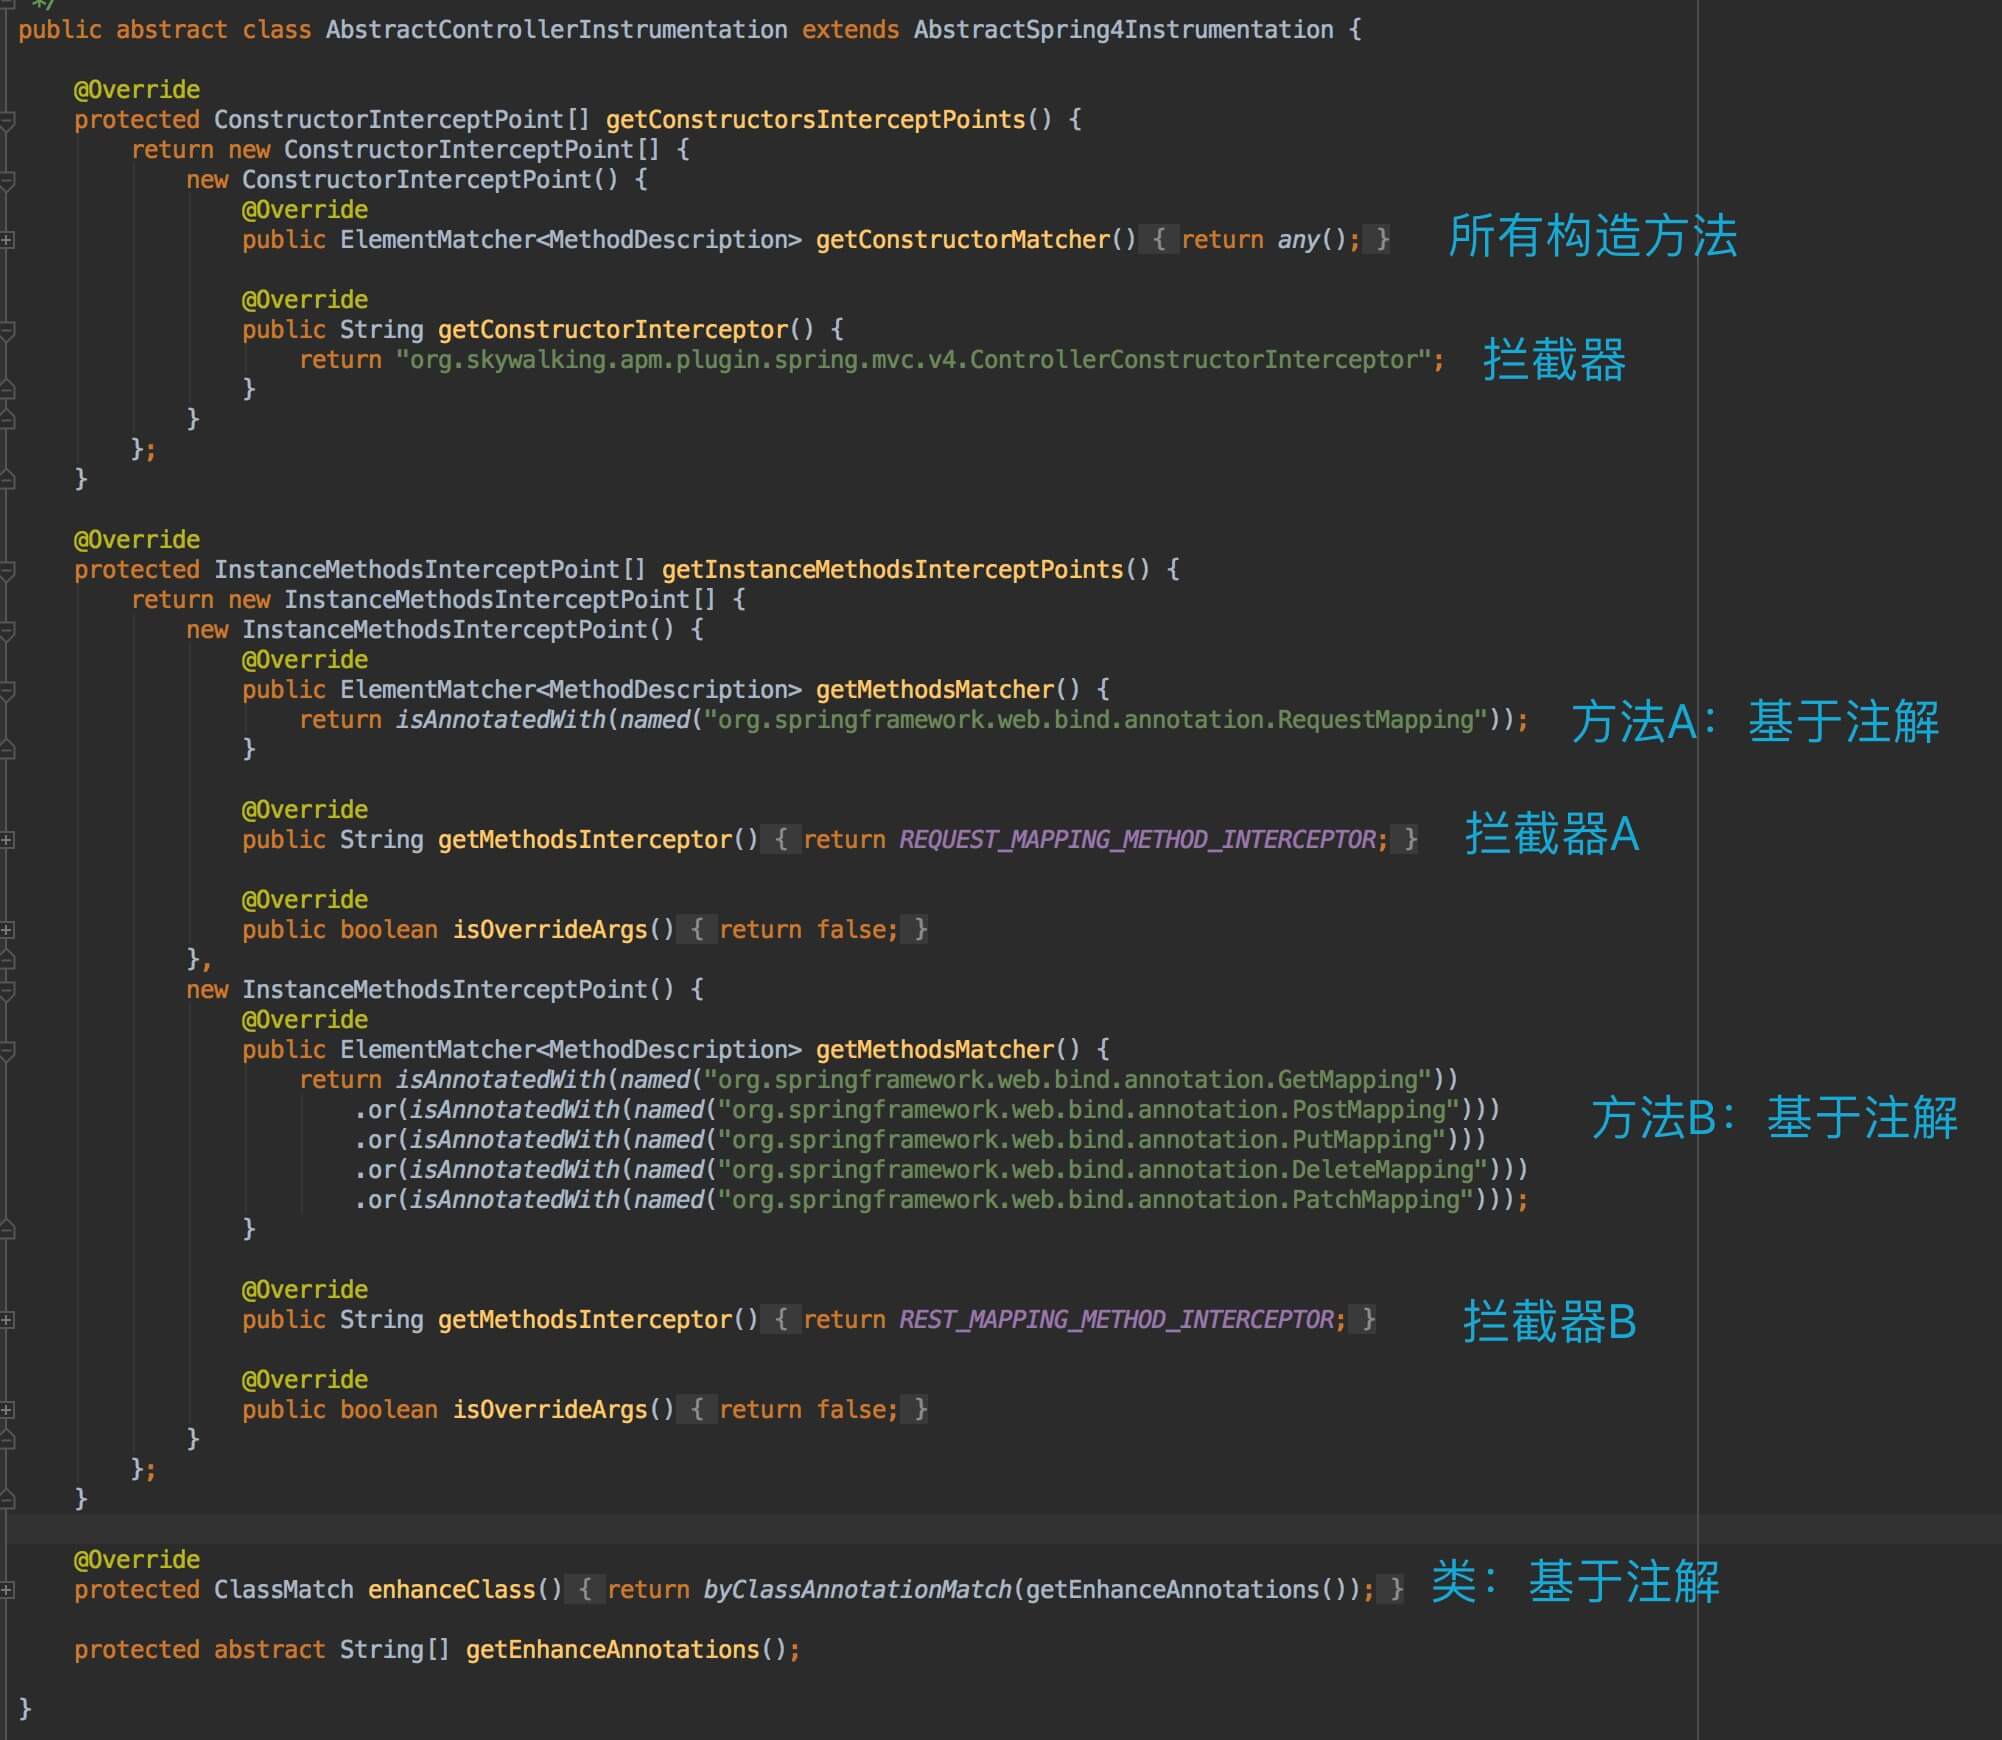 */
public abstract class AbstractControllerInstrumentation extends AbstractSpring4Instrumentation {
@Override
protected ConstructorInterceptPoint[] getConstructorsInterceptPoints() {
return new ConstructorInterceptPoint[] {
new ConstructorInterceptPoint() {
@Override
public ElementMatcher<MethodDescription> getConstructorMatcher() { return any(); } 所有构造方法
@Override
public String getConstructorInterceptor() {
return "org.skywalking.apm.plugin.spring.mvc.v4.ControllerConstructorInterceptor"; 拦截器
}
}
};
}
@Override
protected InstanceMethodsInterceptPoint[] getInstanceMethodsInterceptPoints() {
return new InstanceMethodsInterceptPoint[] {
new InstanceMethodsInterceptPoint() {
@Override
public ElementMatcher<MethodDescription> getMethodsMatcher() {
return isAnnotatedWith(named("org.springframework.web.bind.annotation.RequestMapping")); 方法A：基于注解
}
@Override
public String getMethodsInterceptor() { return REQUEST_MAPPING_METHOD_INTERCEPTOR; } 拦截器A
@Override
public boolean isOverrideArgs() { return false; }
},
new InstanceMethodsInterceptPoint() {
@Override
public ElementMatcher<MethodDescription> getMethodsMatcher() {
return isAnnotatedWith(named("org.springframework.web.bind.annotation.GetMapping"))
.or(isAnnotatedWith(named("org.springframework.web.bind.annotation.PostMapping"))) 方法B：基于注解
.or(isAnnotatedWith(named("org.springframework.web.bind.annotation.PutMapping")))
.or(isAnnotatedWith(named("org.springframework.web.bind.annotation.DeleteMapping")))
.or(isAnnotatedWith(named("org.springframework.web.bind.annotation.PatchMapping")));
}
@Override
public String getMethodsInterceptor() { return REST_MAPPING_METHOD_INTERCEPTOR; } 拦截器B
@Override
public boolean isOverrideArgs() { return false; }
}
};
}
@Override
protected ClassMatch enhanceClass() { return byClassAnnotationMatch(getEnhanceAnnotations()); } 类：基于注解
protected abstract String[] getEnhanceAnnotations();
}